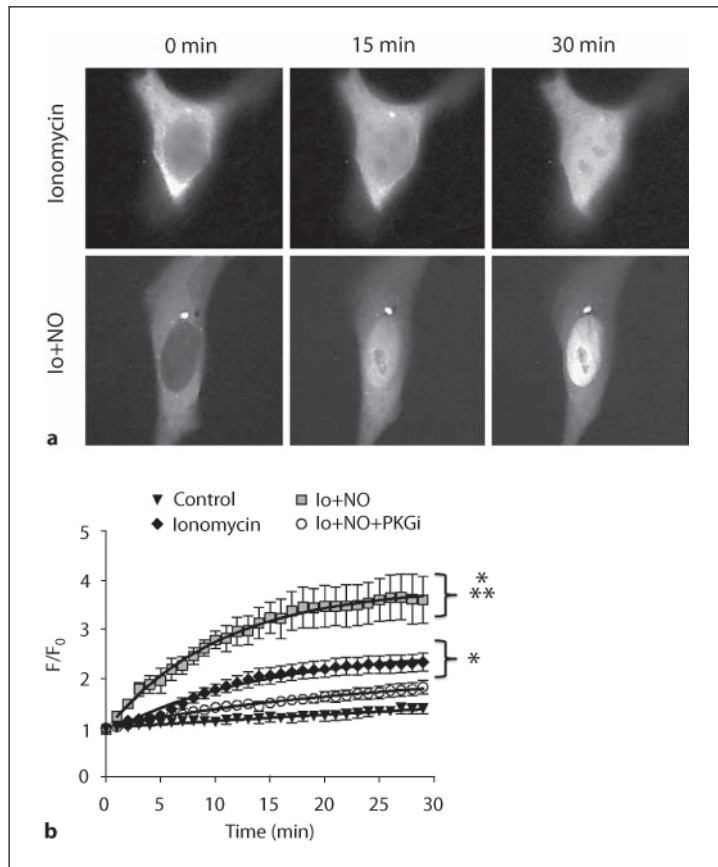 0 min 15 min 30 min
Ionomycin
Io+NO
a
Control Io+NO
Ionomycin Io+NO+PKGi
5
4
3
2
1
0
F/F0
*
**
*
0 5 10 15 20 25 30
Time (min)
b